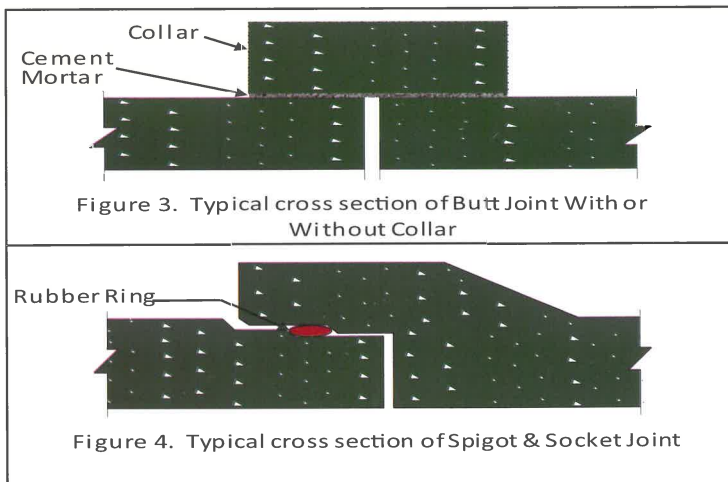 Collar
Cement
Mortar
Figure 3. Typical cross section of Butt Joint With or
Without Collar
Rubber Ring
Figure 4. Typical cross section of Spigot & Socket Joint